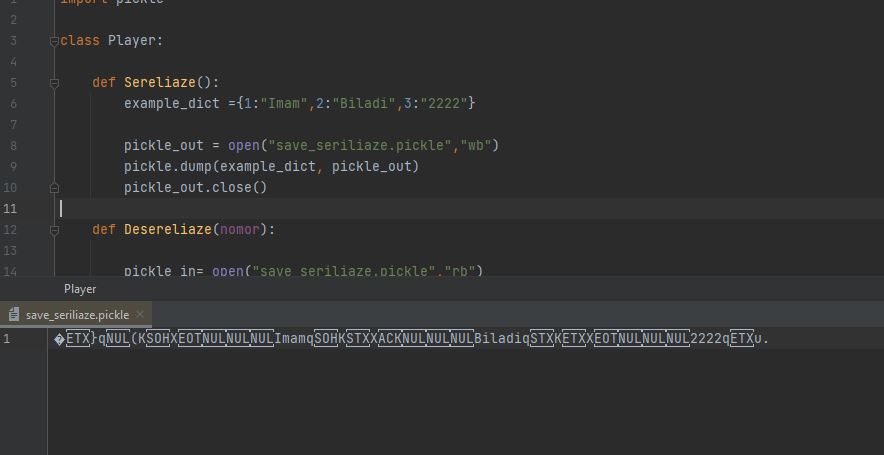 1 import pickle
2
3 class Player:
4
5 def Sereliaze():
6 example_dict ={1:"Imam",2:"Biladi",3:"2222"}
7
8 pickle_out = open("save_seriliaze.pickle","wb")
9 pickle.dump(example_dict, pickle_out)
10 pickle_out.close()
11
12 def Desereliaze(nomor):
13
14 pickle_in= open("save_seriliaze.pickle","rb")
Player
save_seriliaze.pickle
1 �ETX}qNUL(KSOHXEOTNULNULNULImamqSOHKSTXXACKNULNULNULBiladiqSTXKETXXEOTNULNULNUL2222qETXu.